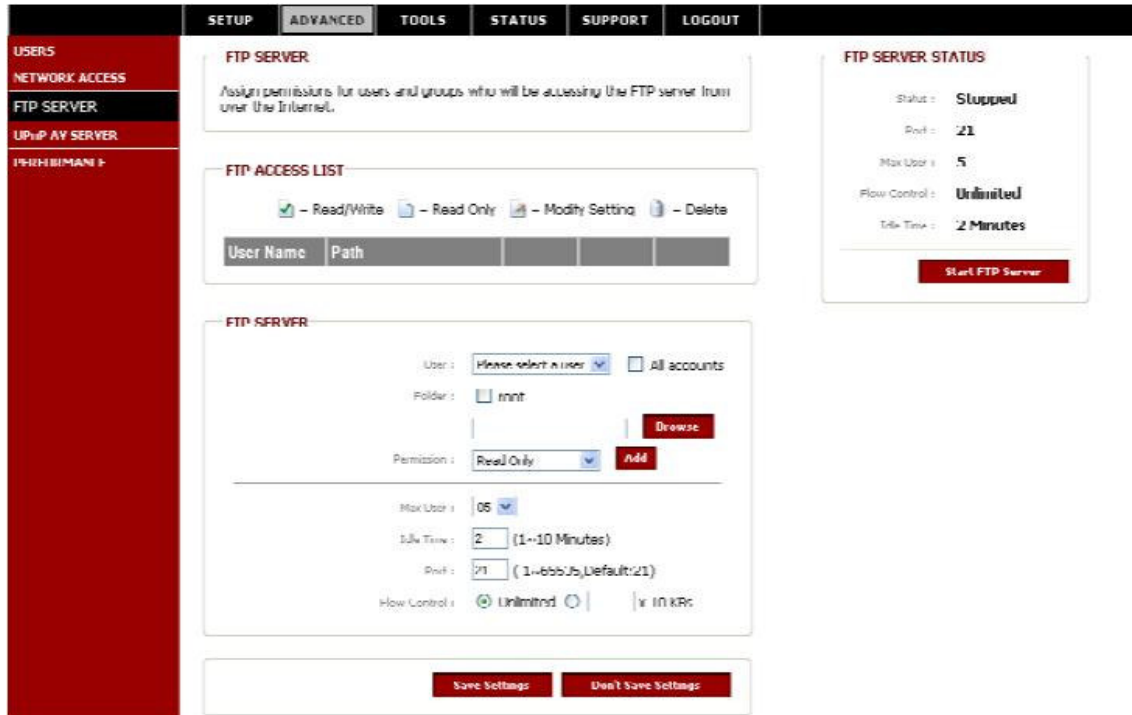 SETUP ADVANCED TOOLS STATUS SUPPORT LOGOUT
USERS
NETWORK ACCESS
FTP SERVER
UPnP AV SERVER
PERFORMANCE
FTP SERVER
Assign permissions for users and groups who will be accessing the FTP server from
over the Internet.
FTP ACCESS LIST
– Read/Write – Read Only – Modify Setting – Delete
User Name Path
FTP SERVER
User : Please select a user All accounts
Folder : root
Browse
Permission : Read Only Add
Max User : 05
Idle Time : 2 (1~10 Minutes)
Port : 21 ( 1~65535,Default:21)
Flow Control : Unlimited x 10 KBs
Save Settings Don't Save Settings
FTP SERVER STATUS
Status : Stopped
Port : 21
Max User : 5
Flow Control : Unlimited
Idle Time : 2 Minutes
Start FTP Server